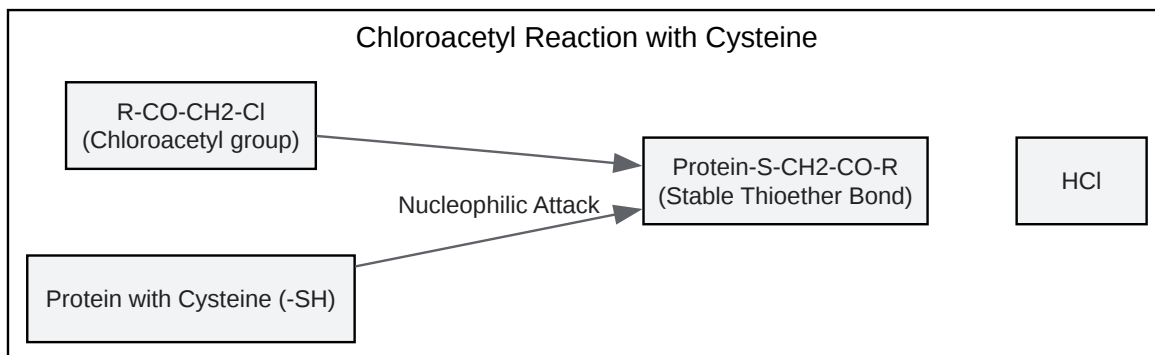 Chloroacetyl Reaction with Cysteine
R-CO-CH2-Cl
(Chloroacetyl group)
Protein-S-CH2-CO-R
(Stable Thioether Bond)
HCl
Nucleophilic Attack
Protein with Cysteine (-SH)